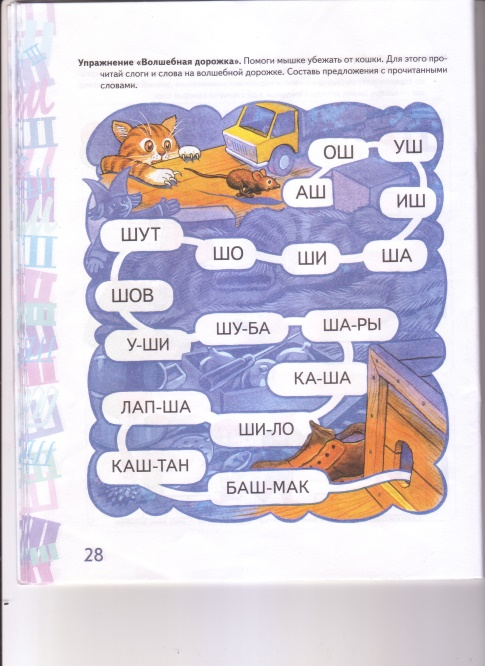 Упражнение «Волшебная дорожка». Помоги мышке убежать от кошки. Для этого про-
читай слоги и слова на волшебной дорожке. Составь предложения с прочитанными
словами.
АШ
ОШ
УШ
ИШ
ША
ШИ
ШО
ШУТ
ШОВ
У-ШИ
ШУ-БА
ША-РЫ
КА-ША
ШИ-ЛО
ЛАП-ША
КАШ-ТАН
БАШ-МАК
28